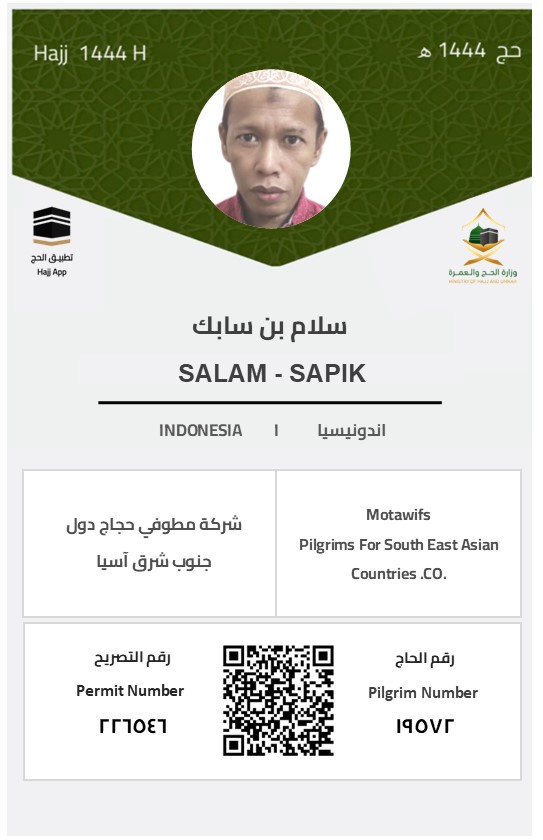 Hajj 1444 H
حج 1444 هـ
تطبيق الحج
Hajj App
وزارة الحج والعمرة
MINISTRY OF HAJJ AND UMRAH
سلام بن سابك
SALAM - SAPIK
INDONESIA | اندونيسيا
شركة مطوفي حجاج دول
جنوب شرق آسيا
Motawifs
Pilgrims For South East Asian
Countries .CO.
رقم التصريح
Permit Number
٢٢٦٥٤٦
رقم الحاج
Pilgrim Number
١٩٥٧٢